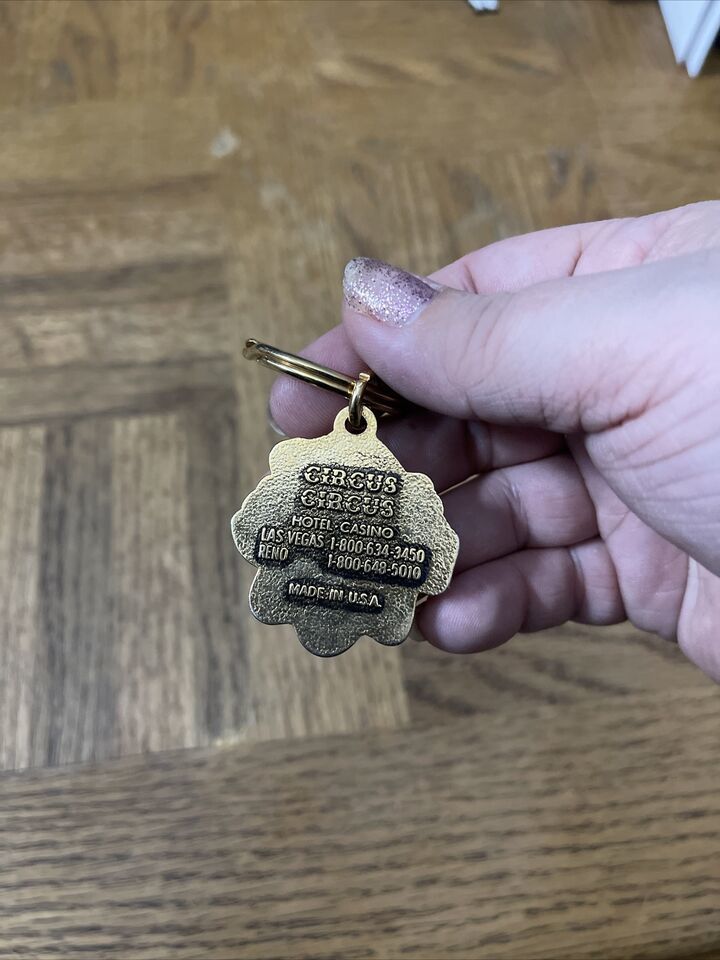 CIRCUS
CIRCUS
HOTEL-CASINO
LAS VEGAS 1-800-634-3450
RENO 1-800-648-5010
MADE IN U.S.A.